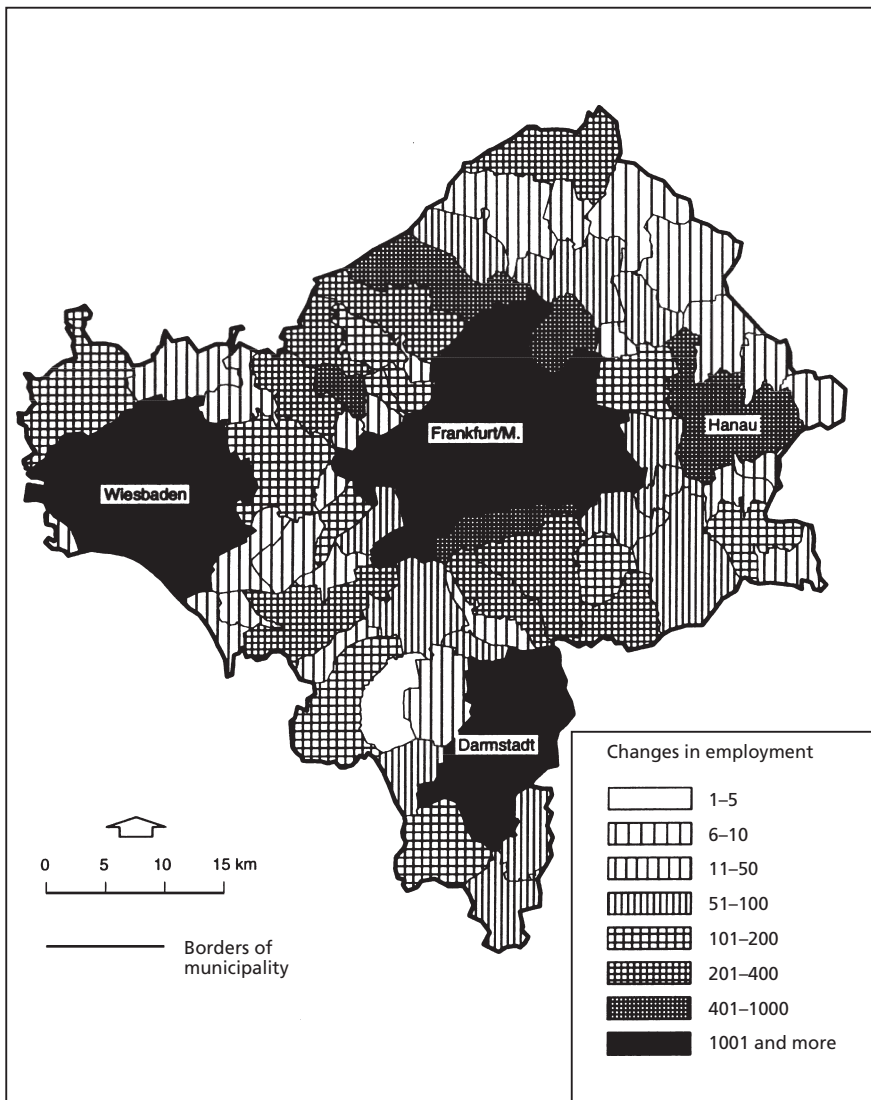 Frankfurt/M.
Hanau
Wiesbaden
Darmstadt
0 5 10 15 km
Borders of
municipality
Changes in employment
1–5
6–10
11–50
51–100
101–200
201–400
401–1000
1001 and more